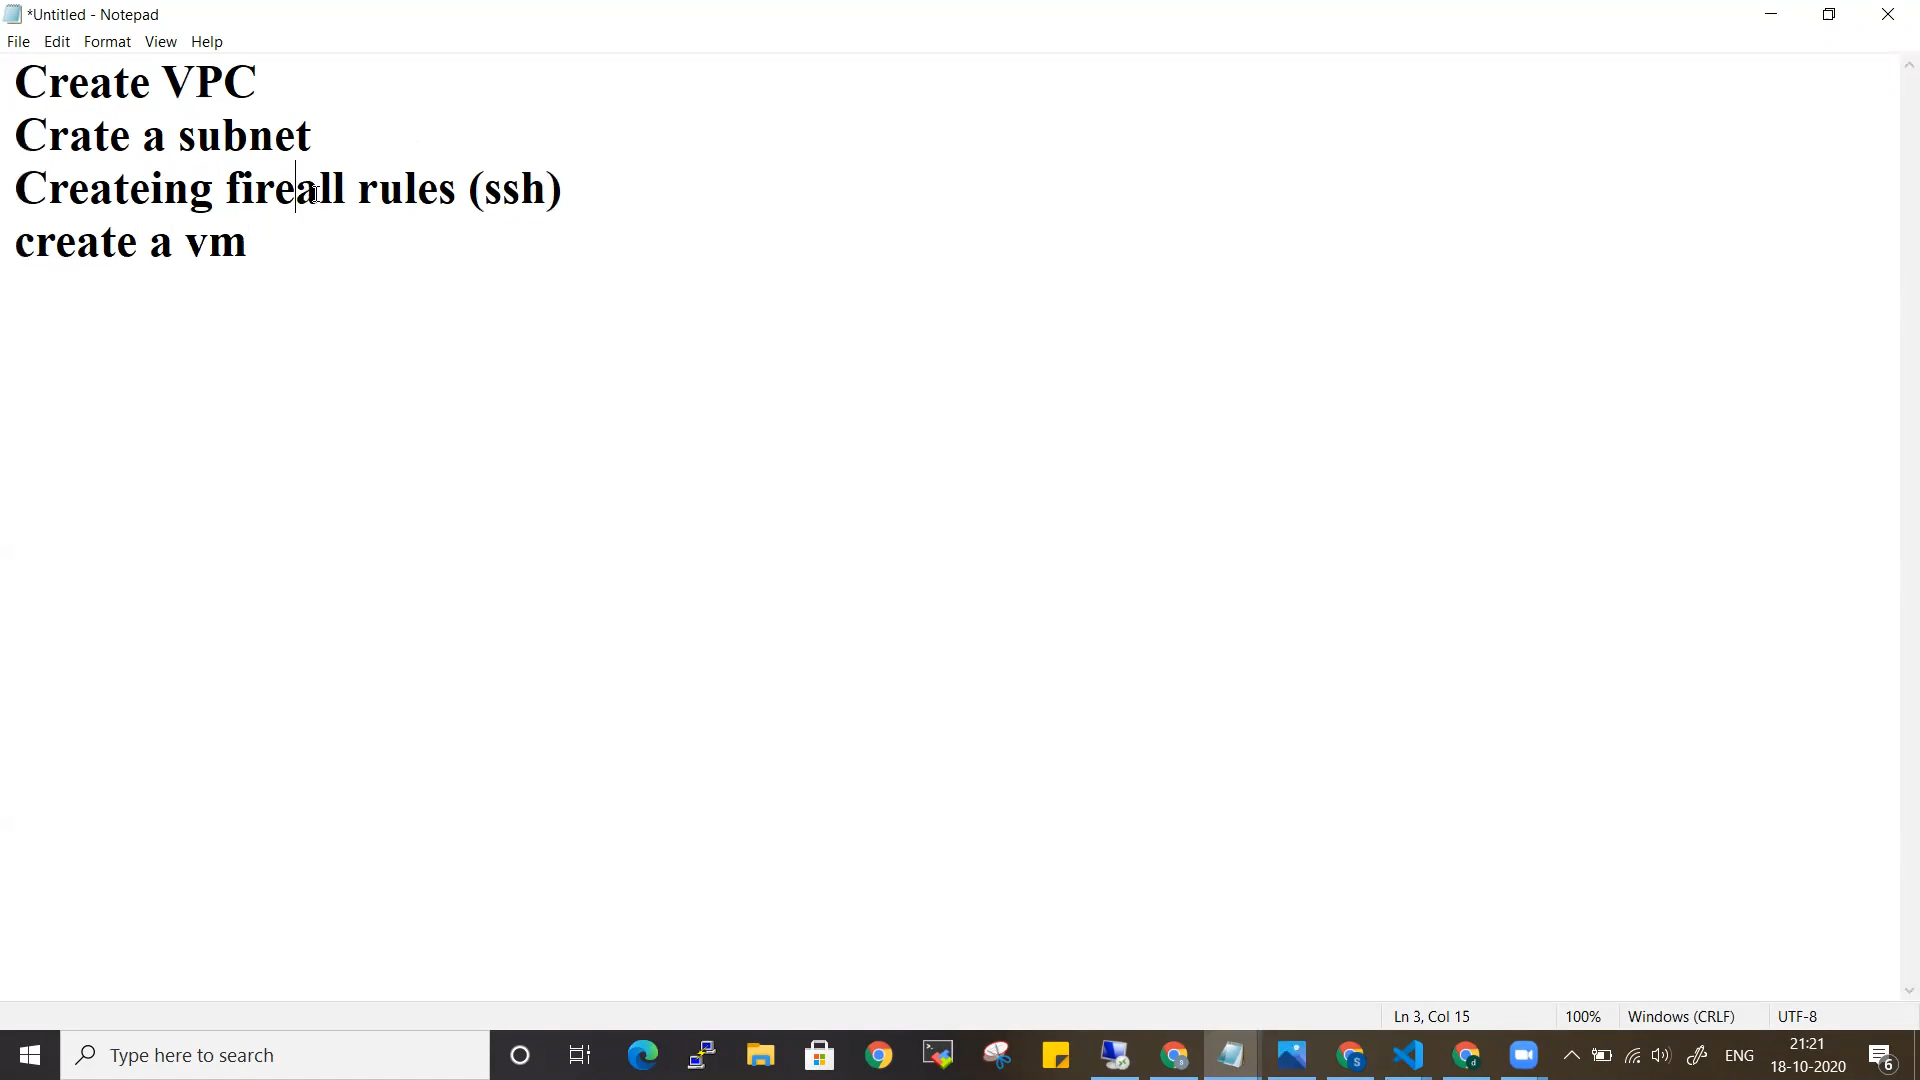 *Untitled - Notepad
File Edit Format View Help
Create VPC
Crate a subnet
Createing fireall rules (ssh)
create a vm
Ln 3, Col 15 100% Windows (CRLF) UTF-8
Type here to search
ENG
21:21
18-10-2020
6